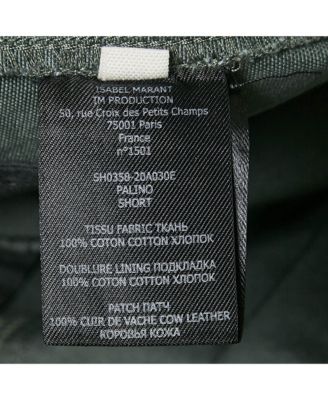 ISABEL MARANT
IM PRODUCTION
50, rue Croix des Petits Champs
75001 Paris
France
n°1501
SH0358-20A030E
PALINO
SHORT
TISSU FABRIC ТКАНЬ
100% COTON COTTON ХЛОПОК
DOUBLURE LINING ПОДКЛАДКА
100% COTON COTTON ХЛОПОК
PATCH ПАТЧ
100% CUIR DE VACHE COW LEATHER
КОРОВЬЯ КОЖА